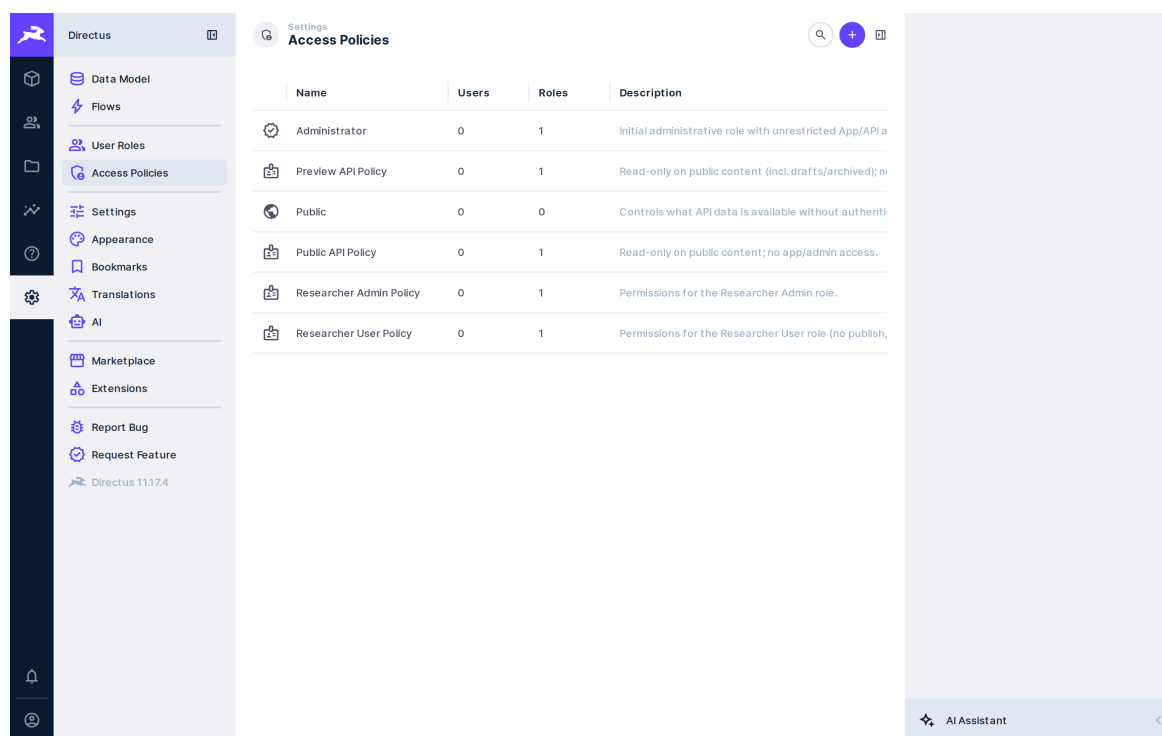 Directus
Data Model
Flows
User Roles
Access Policies
Settings
Appearance
Bookmarks
Translations
AI
Marketplace
Extensions
Report Bug
Request Feature
Directus 11.17.4
Settings
Access Policies
Name Users Roles Description
Administrator 0 1 Initial administrative role with unrestricted App/API a
Preview API Policy 0 1 Read-only on public content (incl. drafts/archived); n
Public 0 0 Controls what API data is available without authenti
Public API Policy 0 1 Read-only on public content; no app/admin access.
Researcher Admin Policy 0 1 Permissions for the Researcher Admin role.
Researcher User Policy 0 1 Permissions for the Researcher User role (no publish,
AI Assistant